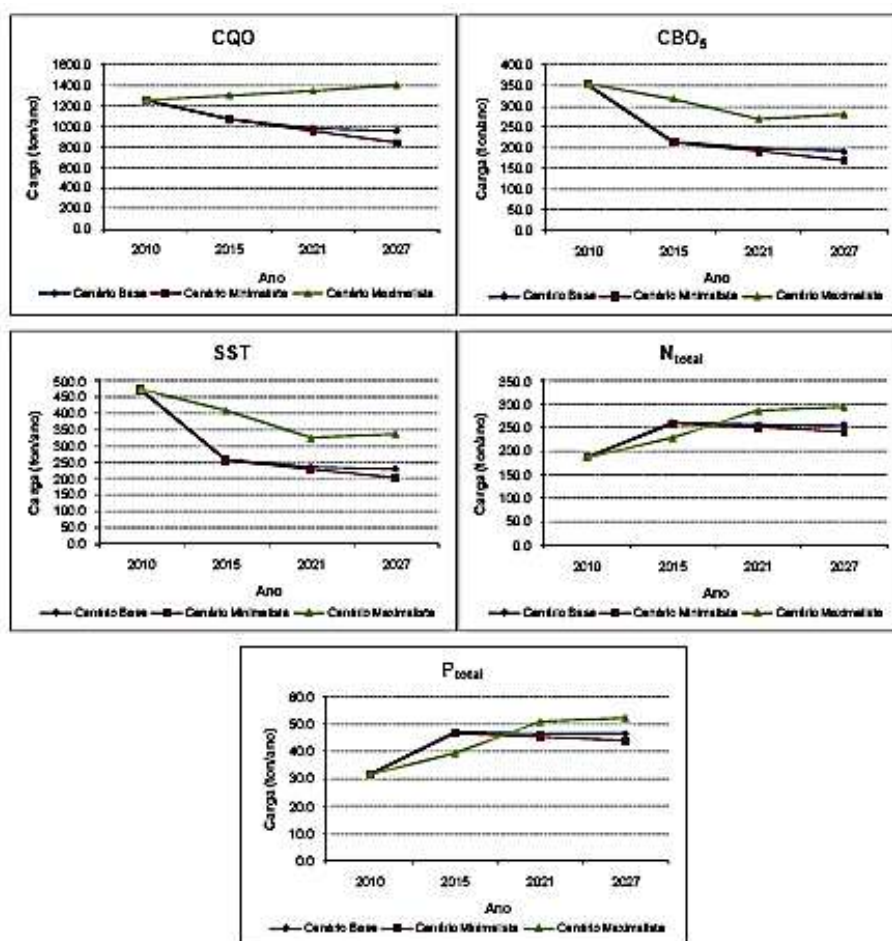 CQO
Carga (ton/ano)
1600.0
1400.0
1200.0
1000.0
800.0
600.0
400.0
200.0
0.0
2010 2015 2021 2027
Ano
Cenário Base Cenário Minimalista Cenário Maximalista
CBO₅
Carga (ton/ano)
400.0
350.0
300.0
250.0
200.0
150.0
100.0
50.0
0.0
2010 2015 2021 2027
Ano
Cenário Base Cenário Minimalista Cenário Maximalista
SST
Carga (ton/ano)
500.0
450.0
400.0
350.0
300.0
250.0
200.0
150.0
100.0
50.0
0.0
2010 2015 2021 2027
Ano
Cenário Base Cenário Minimalista Cenário Maximalista
N total
Carga (ton/ano)
350.0
300.0
250.0
200.0
150.0
100.0
50.0
0.0
2010 2015 2021 2027
Ano
Cenário Base Cenário Minimalista Cenário Maximalista
P total
Carga (ton/ano)
60.0
50.0
40.0
30.0
20.0
10.0
0.0
2010 2015 2021 2027
Ano
Cenário Base Cenário Minimalista Cenário Maximalista